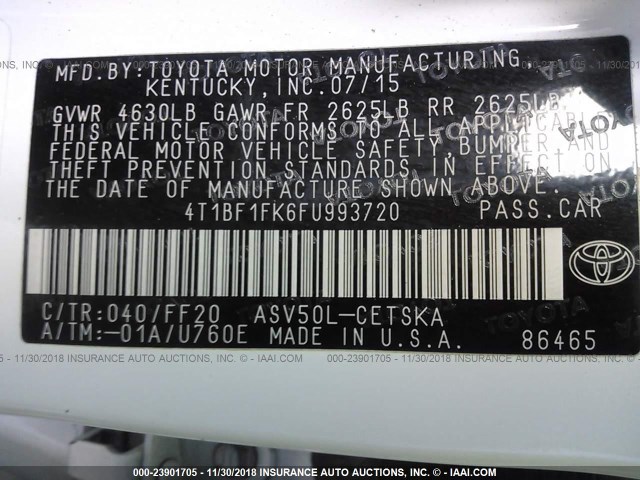 MFD. BY: TOYOTA MOTOR MANUFACTURING
KENTUCKY, INC. 07/15
GVWR 4630LB GAWR FR 2625LB RR 2625LB
THIS VEHICLE CONFORMS TO ALL APPLICABLE
FEDERAL MOTOR VEHICLE SAFETY, BUMPER AND
THEFT PREVENTION STANDARDS IN EFFECT ON
THE DATE OF MANUFACTURE SHOWN ABOVE.
4T1BF1FK6FU993720 PASS.CAR
C/TR:040/FF20 ASV50L-CETSKA
A/TM:-01A/U760E MADE IN U.S.A. 86465
TOYOTA
000-23901705 - 11/30/2018 INSURANCE AUTO AUCTIONS CENTER - IAAI.COM